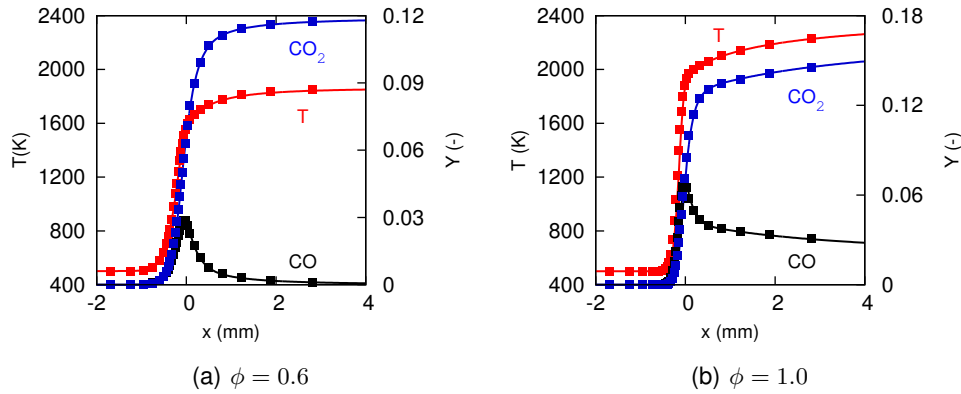 2400
2000
1600
1200
800
400
T(K)
-2
0
2
4
x (mm)
0.12
0.09
0.06
0.03
0
Y (-)
CO₂
T
CO
(a) ϕ = 0.6
2400
2000
1600
1200
800
400
T (K)
-2
0
2
4
x (mm)
0.18
0.12
0.06
0
Y (-)
T
CO₂
CO
(b) ϕ = 1.0